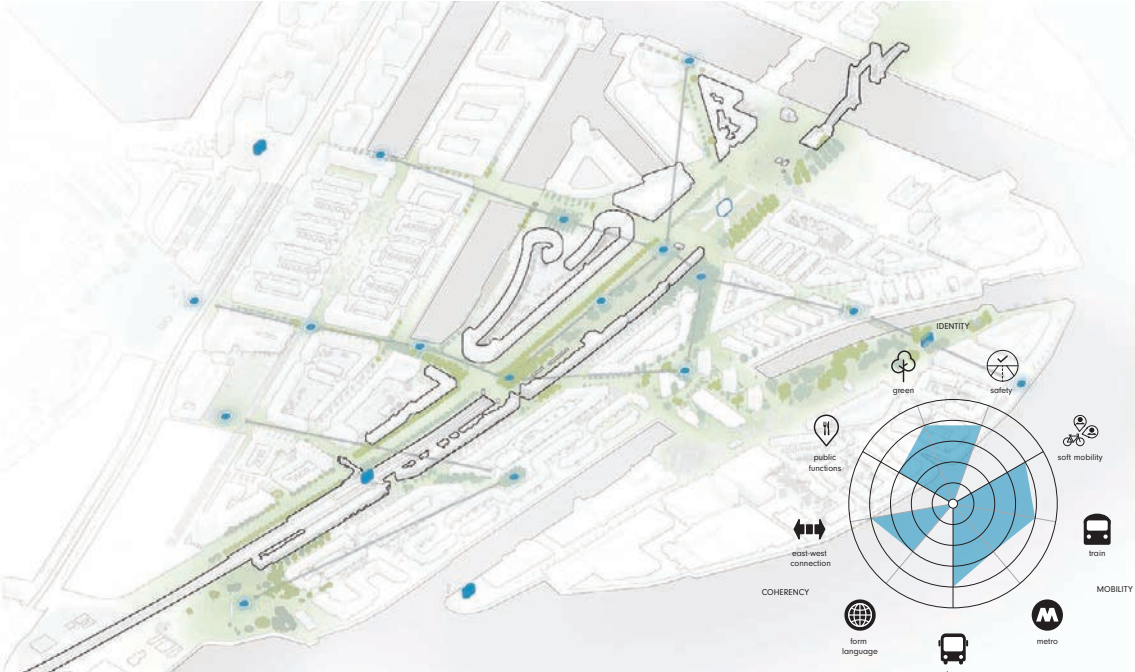 IDENTITY
green
safety
public
functions
soft mobility
east-west
connection
train
COHERENCY
MOBILITY
form
language
metro